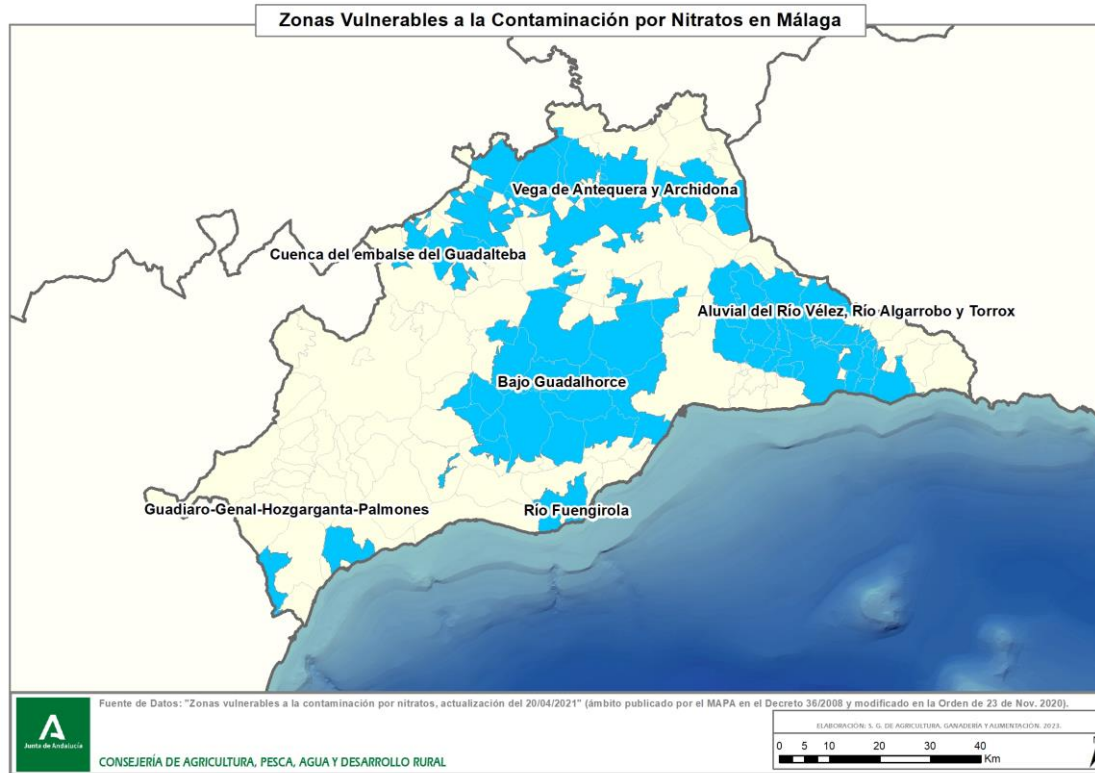 Zonas Vulnerables a la Contaminación por Nitratos en Málaga
Vega de Antequera y Archidona
Cuenca del embalse del Guadalteba
Aluvial del Río Vélez, Río Algarrobo y Torrox
Bajo Guadalhorce
Guadiaro-Genal-Hozgarganta-Palmones
Río Fuengirola
Fuente de Datos: "Zonas vulnerables a la contaminación por nitratos, actualización del 20/04/2021" (ámbito publicado por el MAPA en el Decreto 36/2008 y modificado en la Orden de 23 de Nov. 2020).
ELABORACIÓN: S. G. DE AGRICULTURA, GANADERÍA Y ALIMENTACIÓN. 2023.
Junta de Andalucía
CONSEJERÍA DE AGRICULTURA, PESCA, AGUA Y DESARROLLO RURAL
0 5 10 20 30 40
Km